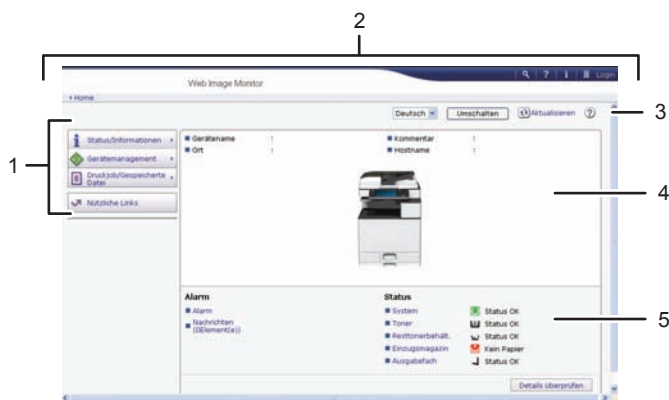 2
Web Image Monitor
Login
Home
Deutsch
Umschalten
Aktualisieren
3
1
Status/Informationen
Gerätemanagement
Druckjob/Gespeicherte
Datei
Nützliche Links
Gerätename :
Kommentar :
Ort :
Hostname :
4
Alarm
Alarm
Nachrichten
(0Element(e))
Status
System Status OK
Toner Status OK
Resttonerbehält. Status OK
Einzugsmagazin Kein Papier
Ausgabefach Status OK
5
Details überprüfen